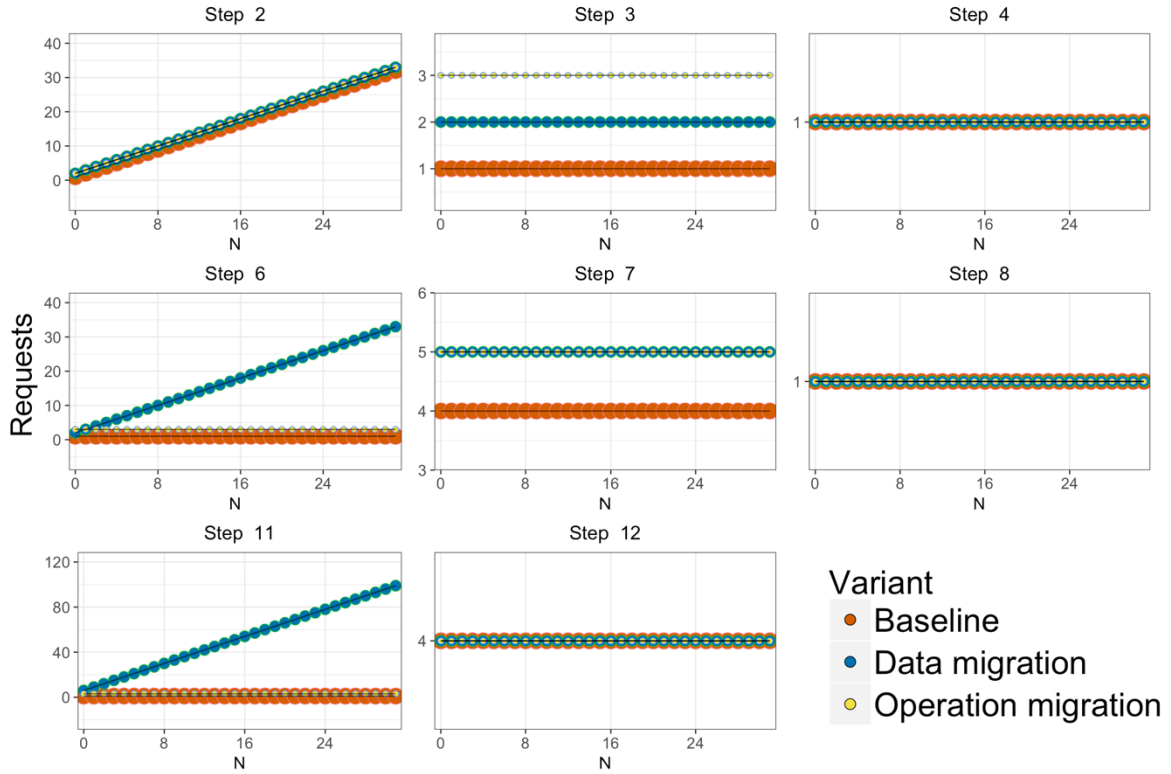 Step 2
Step 3
Step 4
40
30
20
10
0
3
2
1
1
0 8 16 24
0 8 16 24
0 8 16 24
N
N
N
Step 6
Step 7
Step 8
Requests
40
30
20
10
0
6
5
4
3
1
0 8 16 24
0 8 16 24
0 8 16 24
N
N
N
Step 11
Step 12
120
80
40
0
4
0 8 16 24
0 8 16 24
N
N
Variant
Baseline
Data migration
Operation migration